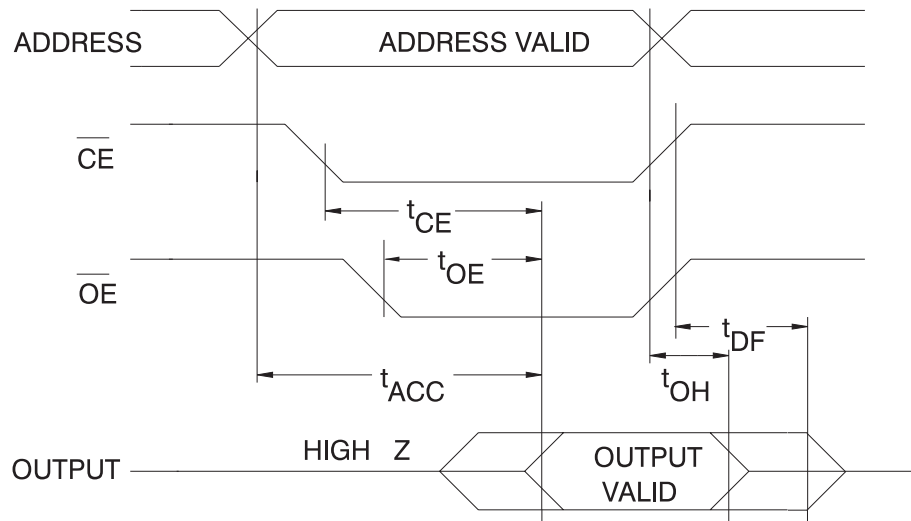 ADDRESS
ADDRESS VALID
CE
tCE
OE
tOE
tDF
tACC
tOH
HIGH Z
OUTPUT
OUTPUT
VALID